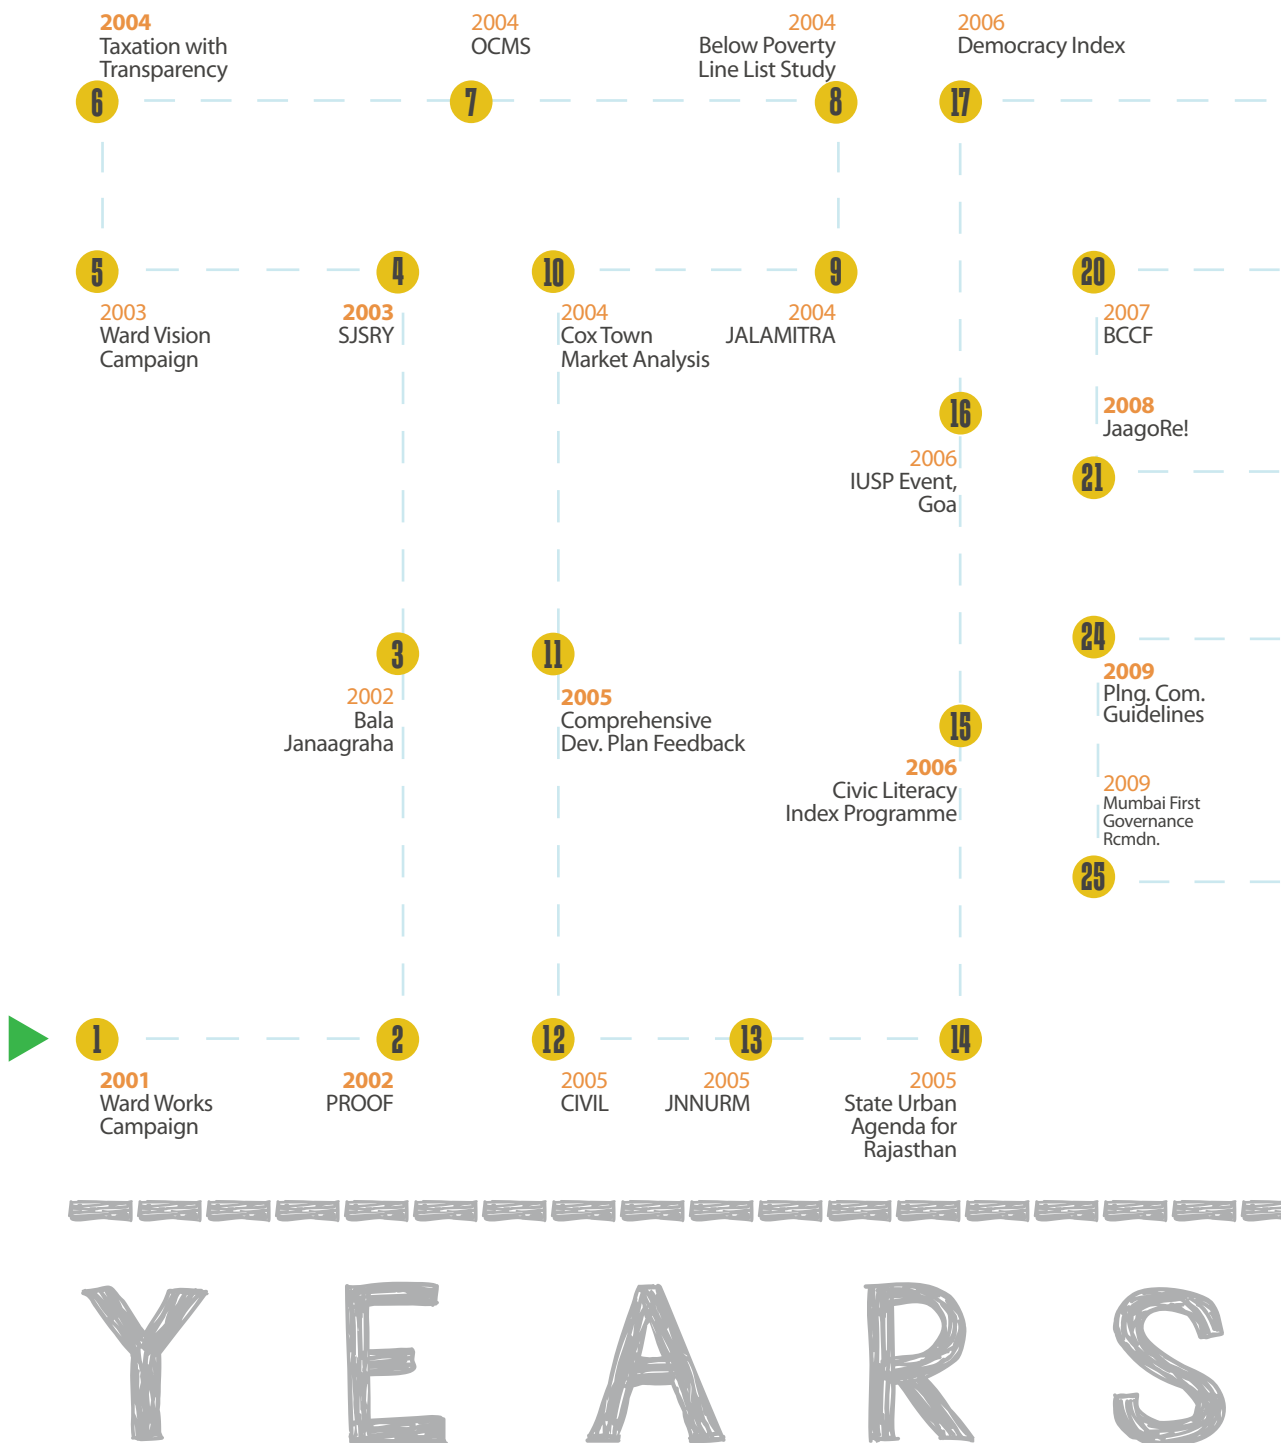 2004
Taxation with
Transparency
6
2004
OCMS
7
2004
Below Poverty
Line List Study
8
2006
Democracy Index
17
5
2003
Ward Vision
Campaign
4
2003
SJSRY
10
2004
Cox Town
Market Analysis
9
2004
JALAMITRA
20
2007
BCCF
16
2006
IUSP Event,
Goa
2008
JaagoRe!
21
3
2002
Bala
Janaagraha
11
2005
Comprehensive
Dev. Plan Feedback
15
2006
Civic Literacy
Index Programme
24
2009
Plng. Com.
Guidelines
2009
Mumbai First
Governance
Rcmdn.
25
1
2001
Ward Works
Campaign
2
2002
PROOF
12
2005
CIVIL
13
2005
JNNURM
14
2005
State Urban
Agenda for
Rajasthan
YEARS